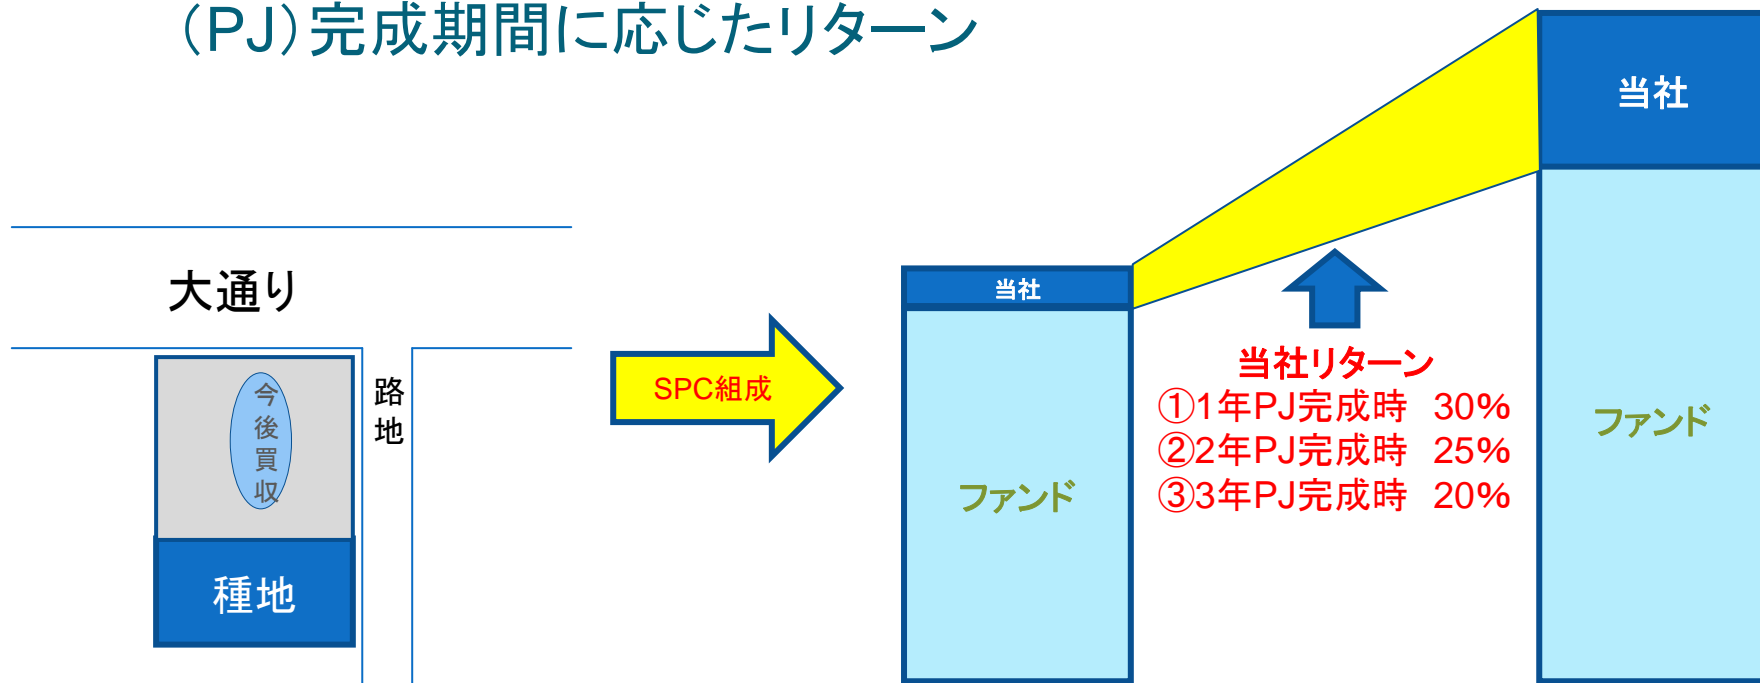 （PJ）完成期間に応じたリターン
大通り
今後買収
路地
種地
SPC組成
当社
ファンド
当社リターン
①1年PJ完成時　30%
②2年PJ完成時　25%
③3年PJ完成時　20%
当社
ファンド